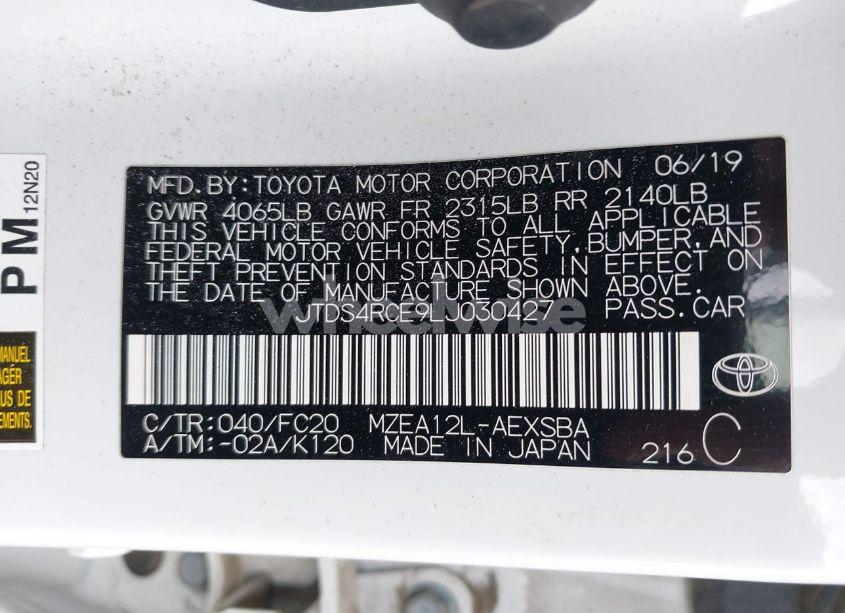 MFD. BY: TOYOTA MOTOR CORPORATION 06/19
GVWR 4065LB GAWR FR 2315LB RR 2140LB
THIS VEHICLE CONFORMS TO ALL APPLICABLE
FEDERAL MOTOR VEHICLE SAFETY, BUMPER, AND
THEFT PREVENTION STANDARDS IN EFFECT ON
THE DATE OF MANUFACTURE SHOWN ABOVE.
JTDS4RCE9LJ030427 PASS. CAR
wheelwise
C/TR: 040/FC20 MZEA12L-AEXSBA
A/TM: -02A/K120 MADE IN JAPAN 216 C
PM
12N20
MANUEL
US DE